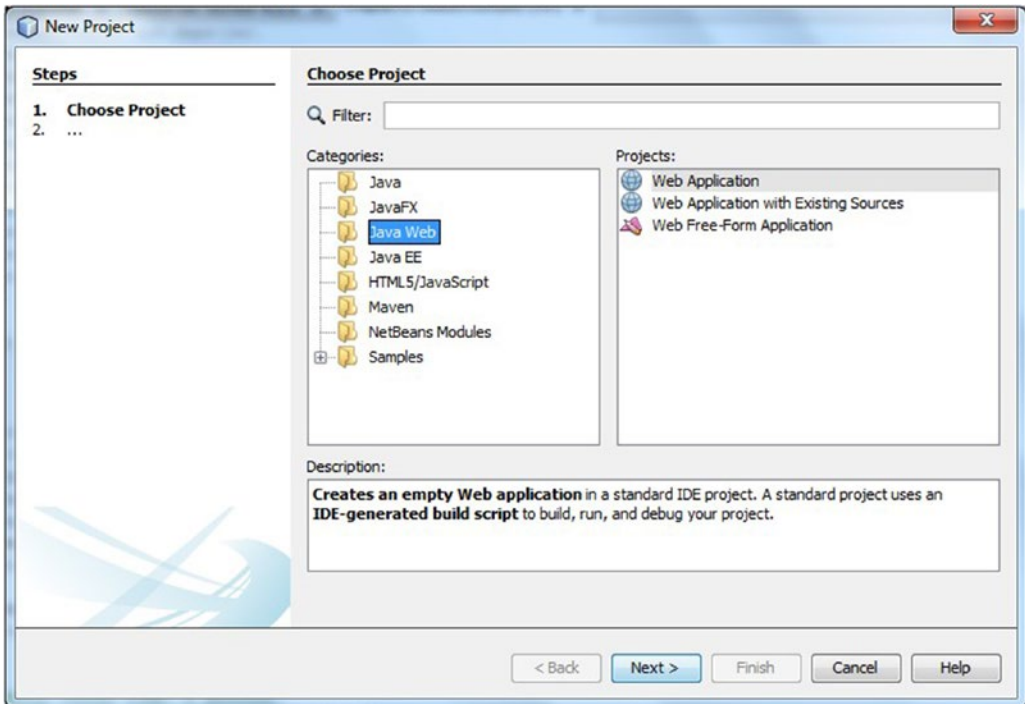 New Project
Steps
1. Choose Project
2. ...
Choose Project
Filter:
Categories:
Java
JavaFX
Java Web
Java EE
HTML5/JavaScript
Maven
NetBeans Modules
Samples
Projects:
Web Application
Web Application with Existing Sources
Web Free-Form Application
Description:
Creates an empty Web application in a standard IDE project. A standard project uses an
IDE-generated build script to build, run, and debug your project.
< Back
Next >
Finish
Cancel
Help